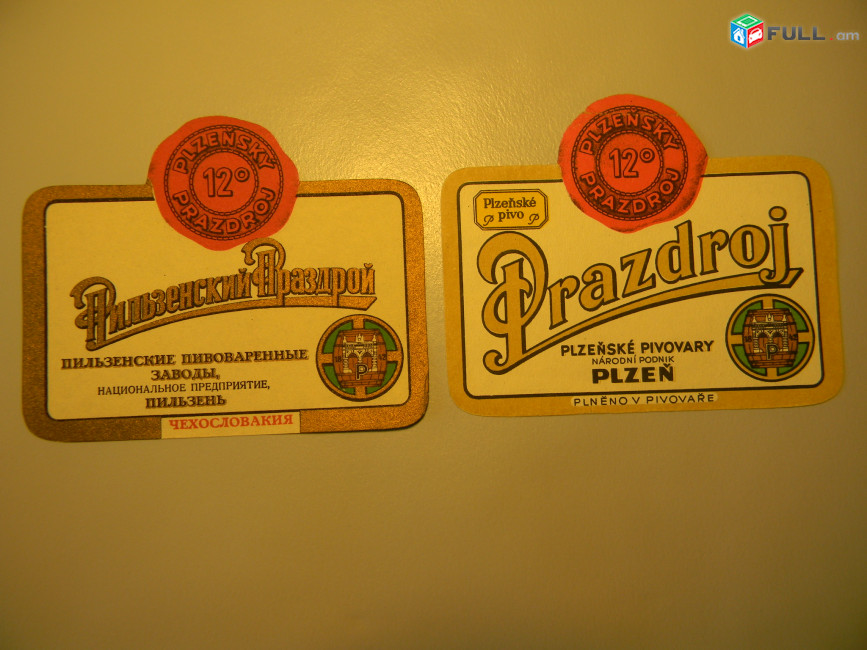 FULL.am
PLZEŇSKÝ
12°
PRAZDROJ
Пильзенский Праздрой
ПИЛЬЗЕНСКИЕ ПИВОВАРЕННЫЕ
ЗАВОДЫ,
НАЦИОНАЛЬНОЕ ПРЕДПРИЯТИЕ,
ПИЛЬЗЕНЬ
P
ЧЕХОСЛОВАКИЯ
PLZEŇSKÝ
12°
PRAZDROJ
Plzeňské
pivo
Prazdroj
PLZEŇSKÉ PIVOVARY
NÁRODNÍ PODNIK
PLZEŇ
P
PLNĚNO V PIVOVAŘE